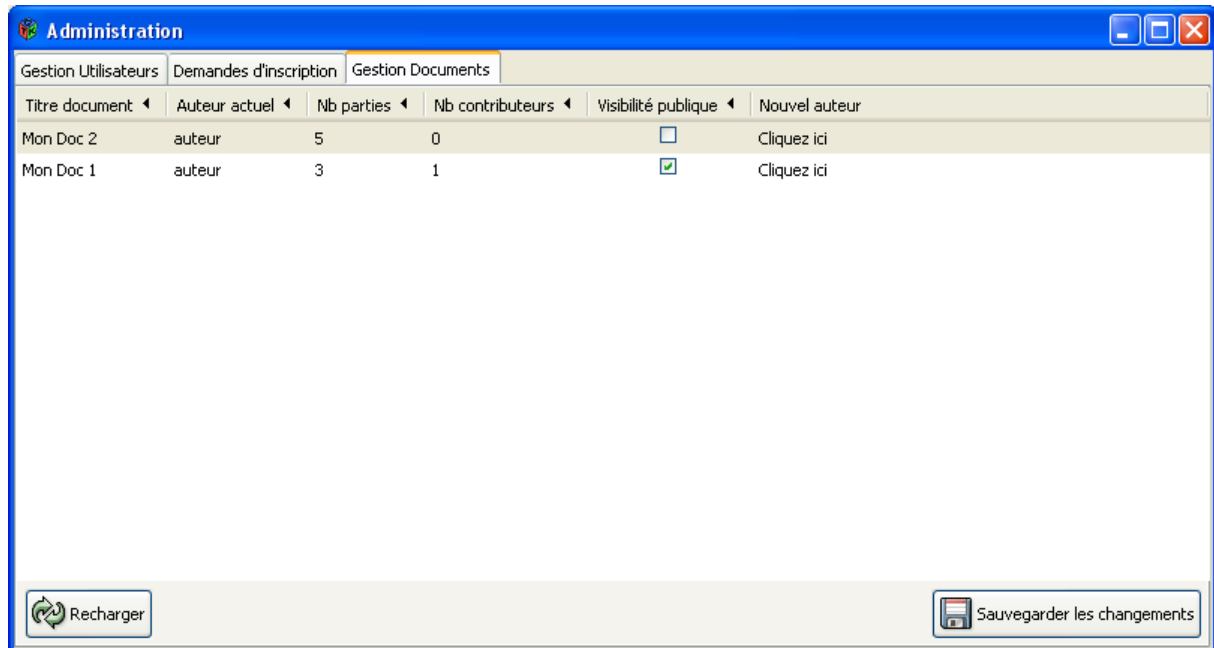 Administration
Gestion Utilisateurs Demandes d'inscription Gestion Documents
Titre document Auteur actuel Nb parties Nb contributeurs Visibilité publique Nouvel auteur
Mon Doc 2 auteur 5 0 Cliquez ici
Mon Doc 1 auteur 3 1 Cliquez ici
Recharger Sauvegarder les changements